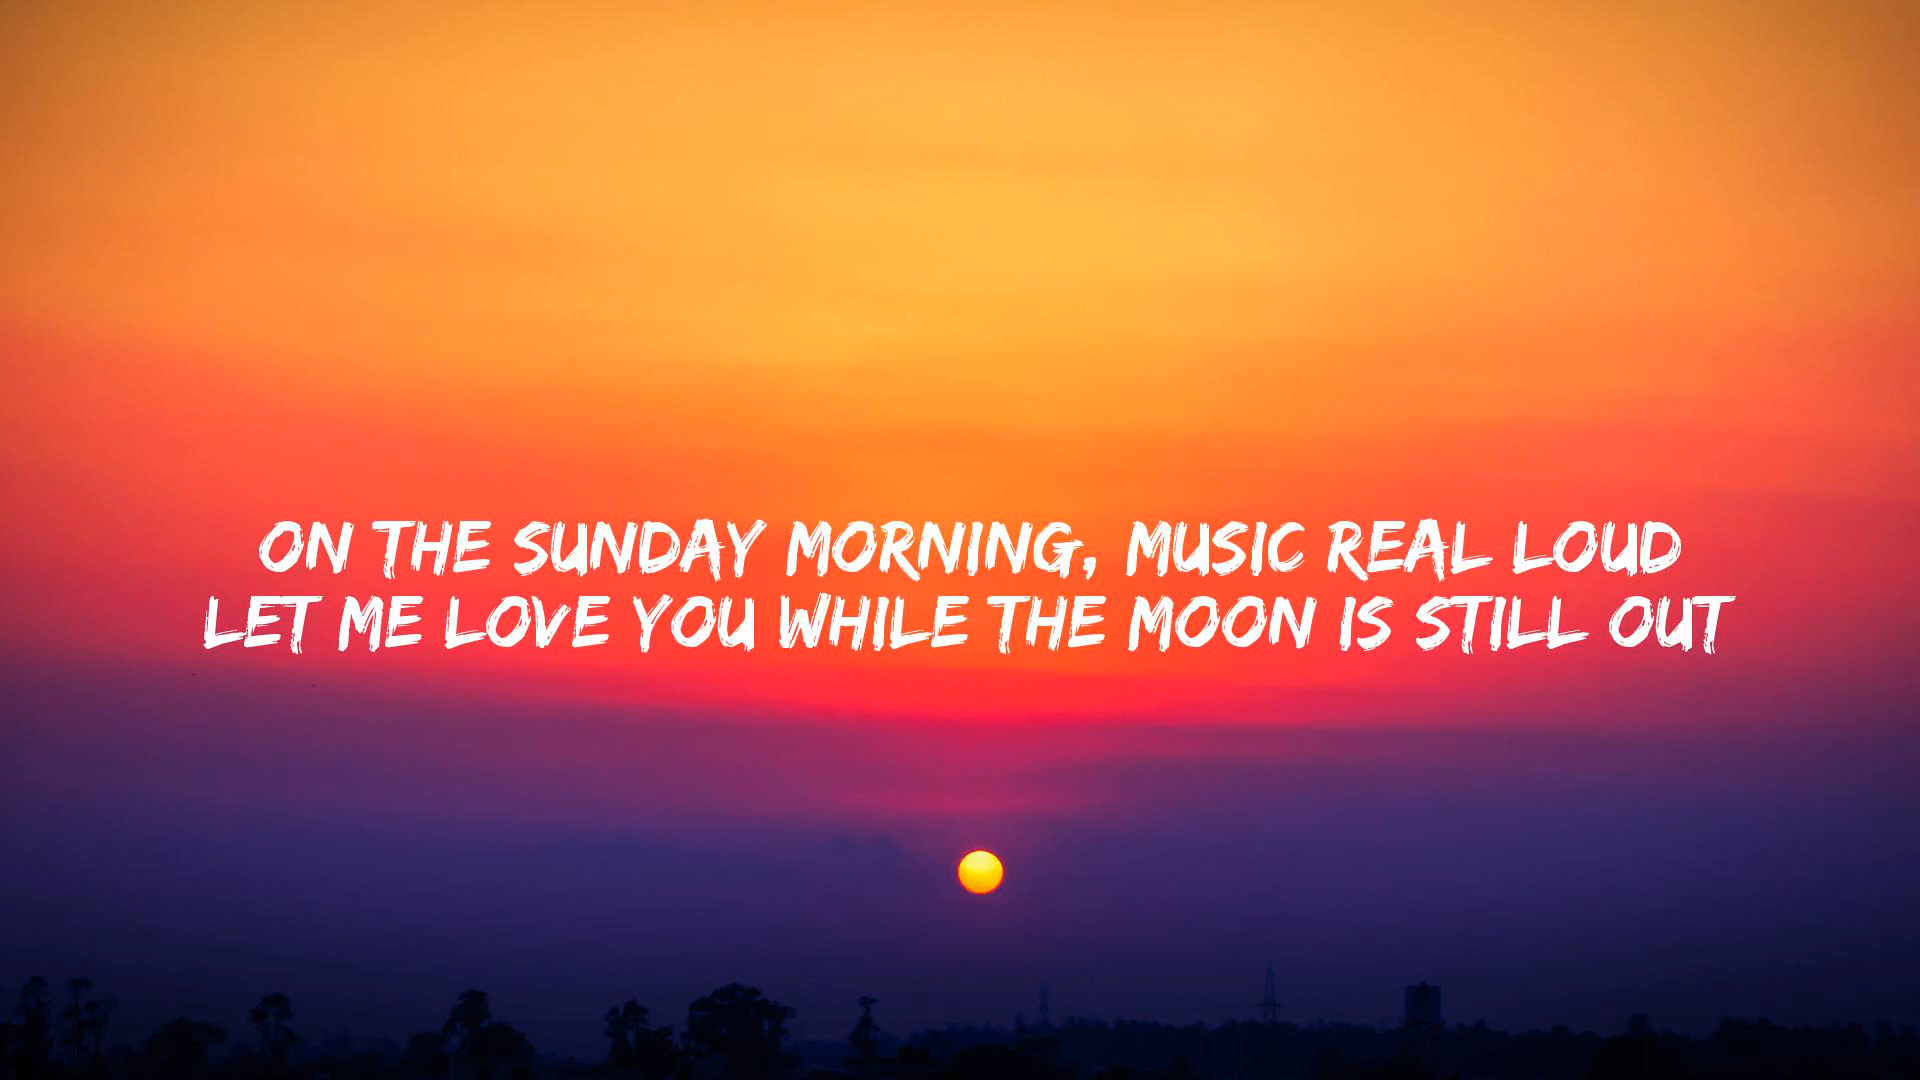 ON THE SUNDAY MORNING, MUSIC REAL LOUD
LET ME LOVE YOU WHILE THE MOON IS STILL OUT